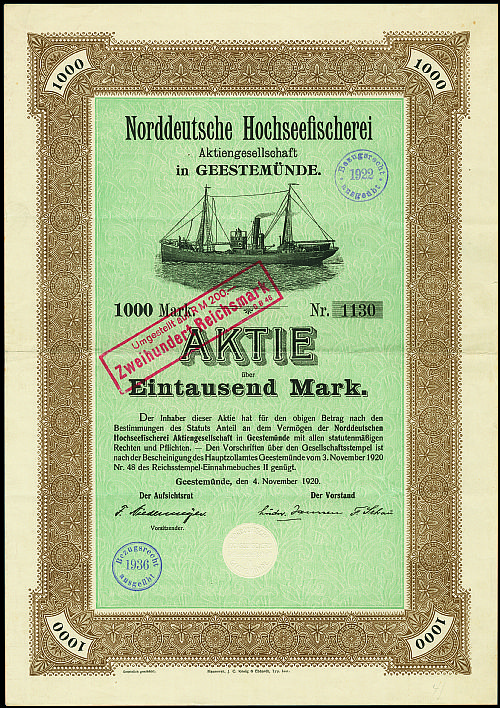 1000
1000
Norddeutsche Hochseefischerei
Aktiengesellschaft
in GEESTEMÜNDE.
Bezugsrecht
1922
ausgeübt
1000 Mark.
Nr. 1130
Umgestellt auf R M 200.—
Zweihundert Reichsmark
AKTIE
über
Eintausend Mark.
Der Inhaber dieser Aktie hat für den obigen Betrag nach den
Bestimmungen des Statuts Anteil an dem Vermögen der Norddeutschen
Hochseefischerei Aktiengesellschaft in Geestemünde mit allen statutenmäßigen
Rechten und Pflichten. — Den Vorschriften über den Gesellschaftsstempel ist
nach der Bescheinigung des Hauptzollamtes Geestemünde vom 3. November 1920
Nr. 48 des Reichsstempel-Einnahmebuches II genügt.
Geestemünde, den 4. November 1920.
Der Aufsichtsrat
Der Vorstand
Vorsitzender.
Bezugsrecht
1936
ausgeübt
1000
1000